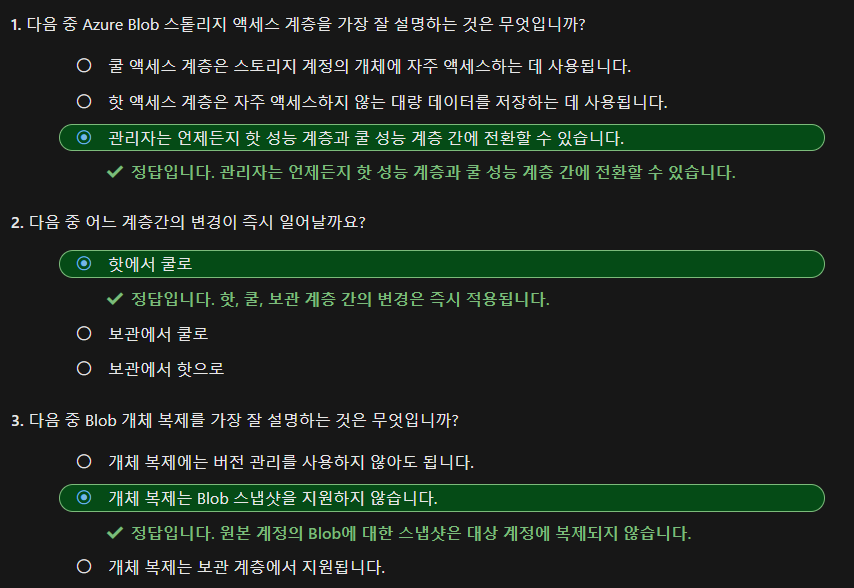 1. 다음 중 Azure Blob 스톹리지 액세스 계층을 가장 잘 설명하는 것은 무엇입니까?
쿨 액세스 계층은 스토리지 계정의 개체에 자주 액세스하는 데 사용됩니다.
핫 액세스 계층은 자주 액세스하지 않는 대량 데이터를 저장하는 데 사용됩니다.
관리자는 언제든지 핫 성능 계층과 쿨 성능 계층 간에 전환할 수 있습니다.
정답입니다. 관리자는 언제든지 핫 성능 계층과 쿨 성능 계층 간에 전환할 수 있습니다.
2. 다음 중 어느 계층간의 변경이 즉시 일어날까요?
핫에서 쿨로
정답입니다. 핫, 쿨, 보관 계층 간의 변경은 즉시 적용됩니다.
보관에서 쿨로
보관에서 핫으로
3. 다음 중 Blob 개체 복제를 가장 잘 설명하는 것은 무엇입니까?
개체 복제에는 버전 관리를 사용하지 않아도 됩니다.
개체 복제는 Blob 스냅샷을 지원하지 않습니다.
정답입니다. 원본 계정의 Blob에 대한 스냅샷은 대상 계정에 복제되지 않습니다.
개체 복제는 보관 계층에서 지원됩니다.